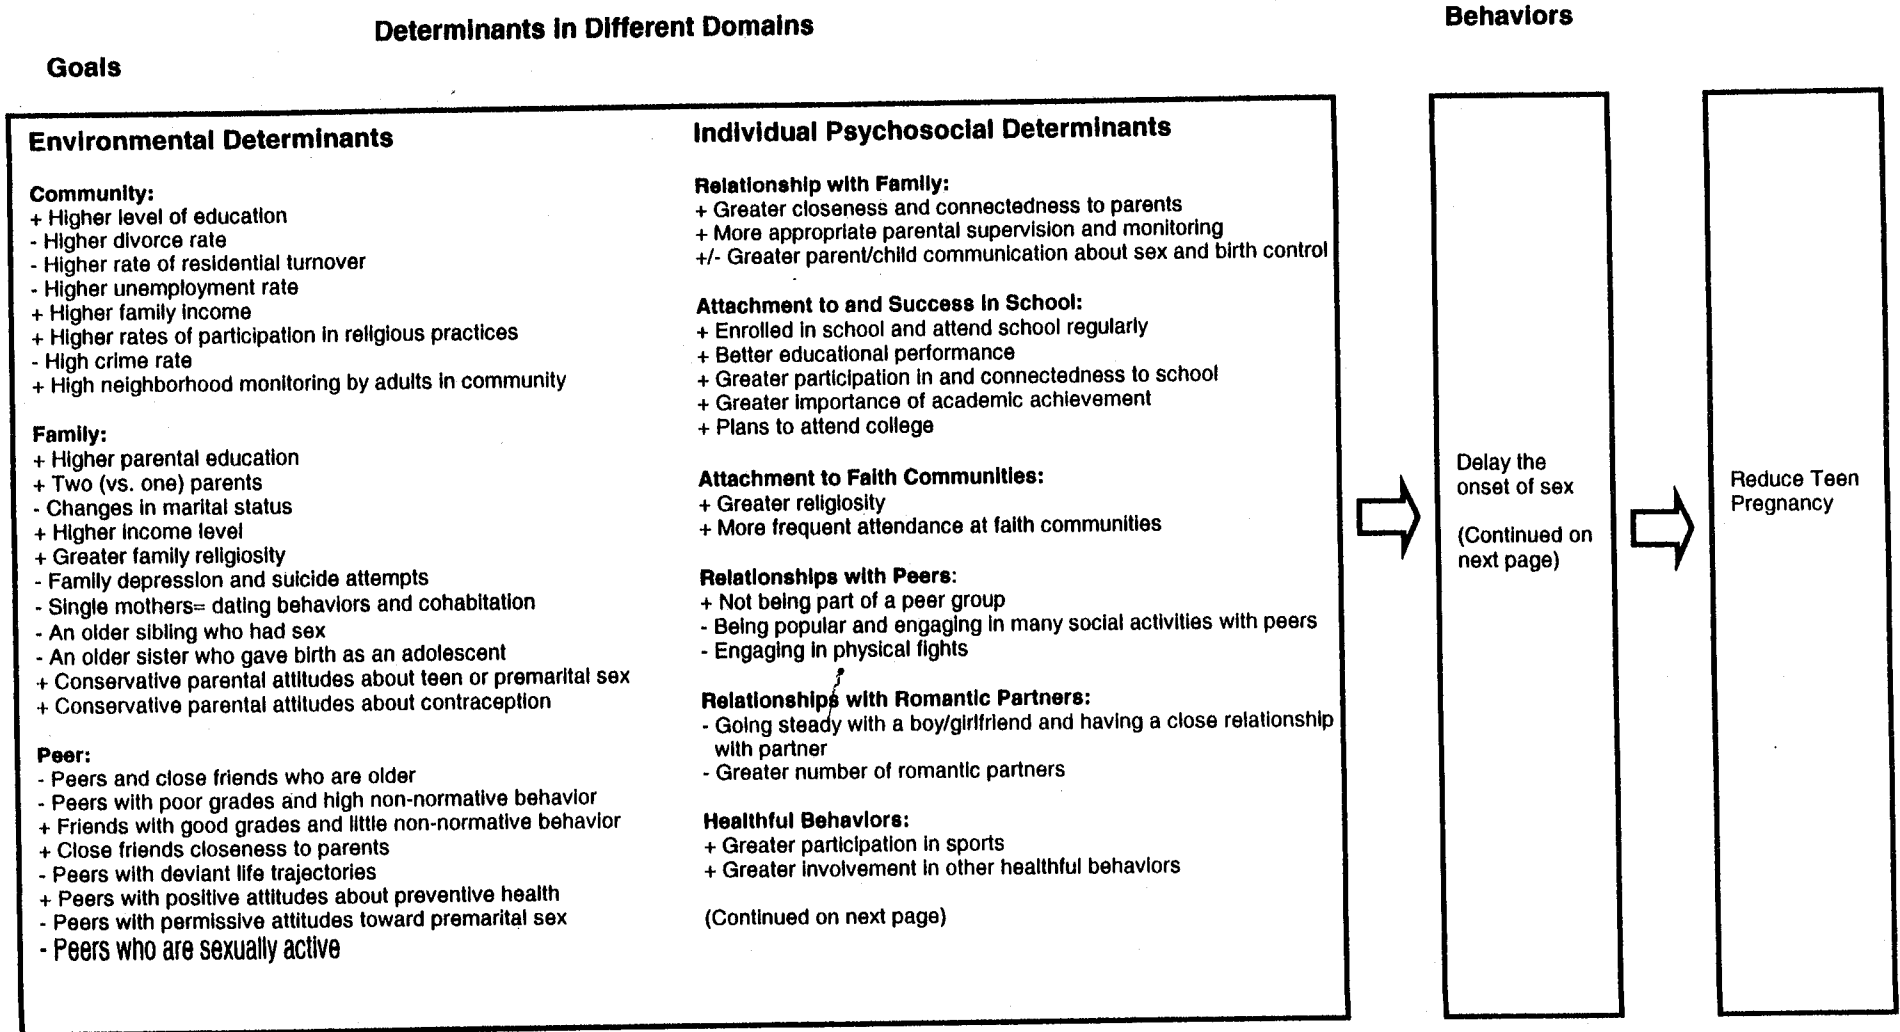 Determinants in Different Domains
Behaviors
Goals
Environmental Determinants
Community:
+ Higher level of education
- Higher divorce rate
- Higher rate of residential turnover
- Higher unemployment rate
+ Higher family income
+ Higher rates of participation in religious practices
- High crime rate
+ High neighborhood monitoring by adults in community
Family:
+ Higher parental education
+ Two (vs. one) parents
- Changes in marital status
+ Higher income level
+ Greater family religiosity
- Family depression and suicide attempts
- Single mothers= dating behaviors and cohabitation
- An older sibling who had sex
- An older sister who gave birth as an adolescent
+ Conservative parental attitudes about teen or premarital sex
+ Conservative parental attitudes about contraception
Peer:
- Peers and close friends who are older
- Peers with poor grades and high non-normative behavior
+ Friends with good grades and little non-normative behavior
+ Close friends closeness to parents
- Peers with deviant life trajectories
+ Peers with positive attitudes about preventive health
- Peers with permissive attitudes toward premarital sex
- Peers who are sexually active
Individual Psychosocial Determinants
Relationship with Family:
+ Greater closeness and connectedness to parents
+ More appropriate parental supervision and monitoring
+/- Greater parent/child communication about sex and birth control
Attachment to and Success in School:
+ Enrolled in school and attend school regularly
+ Better educational performance
+ Greater participation in and connectedness to school
+ Greater importance of academic achievement
+ Plans to attend college
Attachment to Faith Communities:
+ Greater religiosity
+ More frequent attendance at faith communities
Relationships with Peers:
+ Not being part of a peer group
- Being popular and engaging in many social activities with peers
- Engaging in physical fights
Relationships with Romantic Partners:
- Going steady with a boy/girlfriend and having a close relationship
with partner
- Greater number of romantic partners
Healthful Behaviors:
+ Greater participation in sports
+ Greater involvement in other healthful behaviors
(Continued on next page)
Delay the
onset of sex
(Continued on
next page)
Reduce Teen
Pregnancy